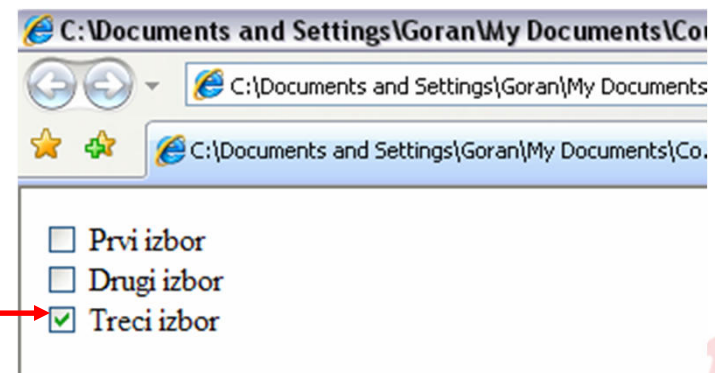 C:\Documents and Settings\Goran\My Documents\Co
C:\Documents and Settings\Goran\My Documents
C:\Documents and Settings\Goran\My Documents\Co.
Prvi izbor
Drugi izbor
Treci izbor